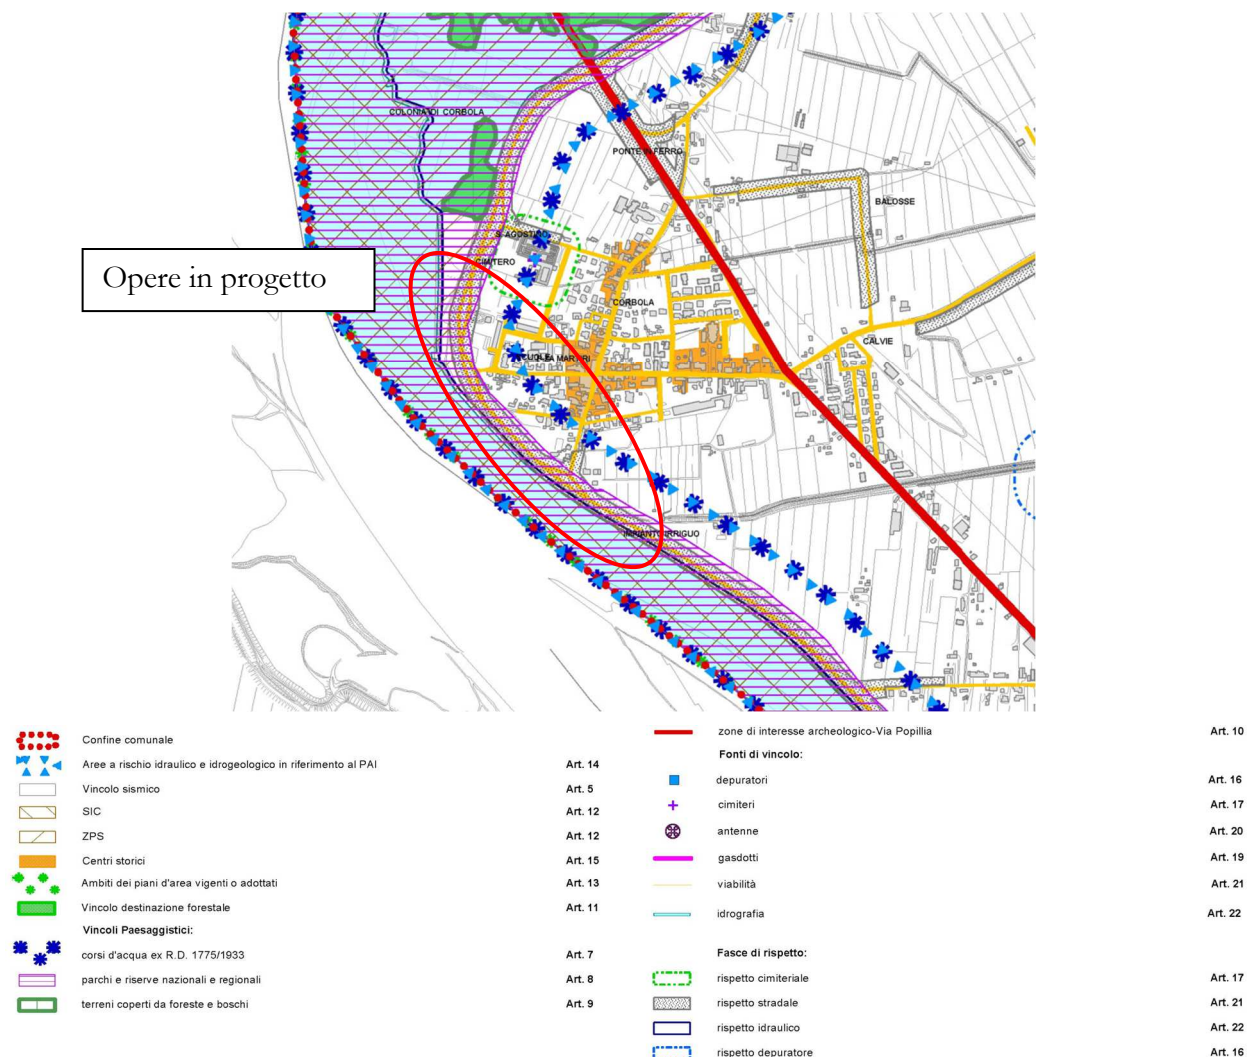 COLONIA DI CORBOLA
PONTE IN FERRO
BALOSSE
S. AGOSTINO
CIMITERO
Opere in progetto
CORBOLA
CALVIE
MARTIRI
IMPIANTO IRRIGUO
Confine comunale
Aree a rischio idraulico e idrogeologico in riferimento al PAI Art. 14
Vincolo sismico Art. 5
SIC Art. 12
ZPS Art. 12
Centri storici Art. 15
Ambiti dei piani d'area vigenti o adottati Art. 13
Vincolo destinazione forestale Art. 11
Vincoli Paesaggistici:
corsi d'acqua ex R.D. 1775/1933 Art. 7
parchi e riserve nazionali e regionali Art. 8
terreni coperti da foreste e boschi Art. 9
zone di interesse archeologico-Via Popillia Art. 10
Fonti di vincolo:
depuratori Art. 16
cimiteri Art. 17
antenne Art. 20
gasdotti Art. 19
viabilità Art. 21
idrografia Art. 22
Fasce di rispetto:
rispetto cimiteriale Art. 17
rispetto stradale Art. 21
rispetto idraulico Art. 22
rispetto depuratore Art. 16